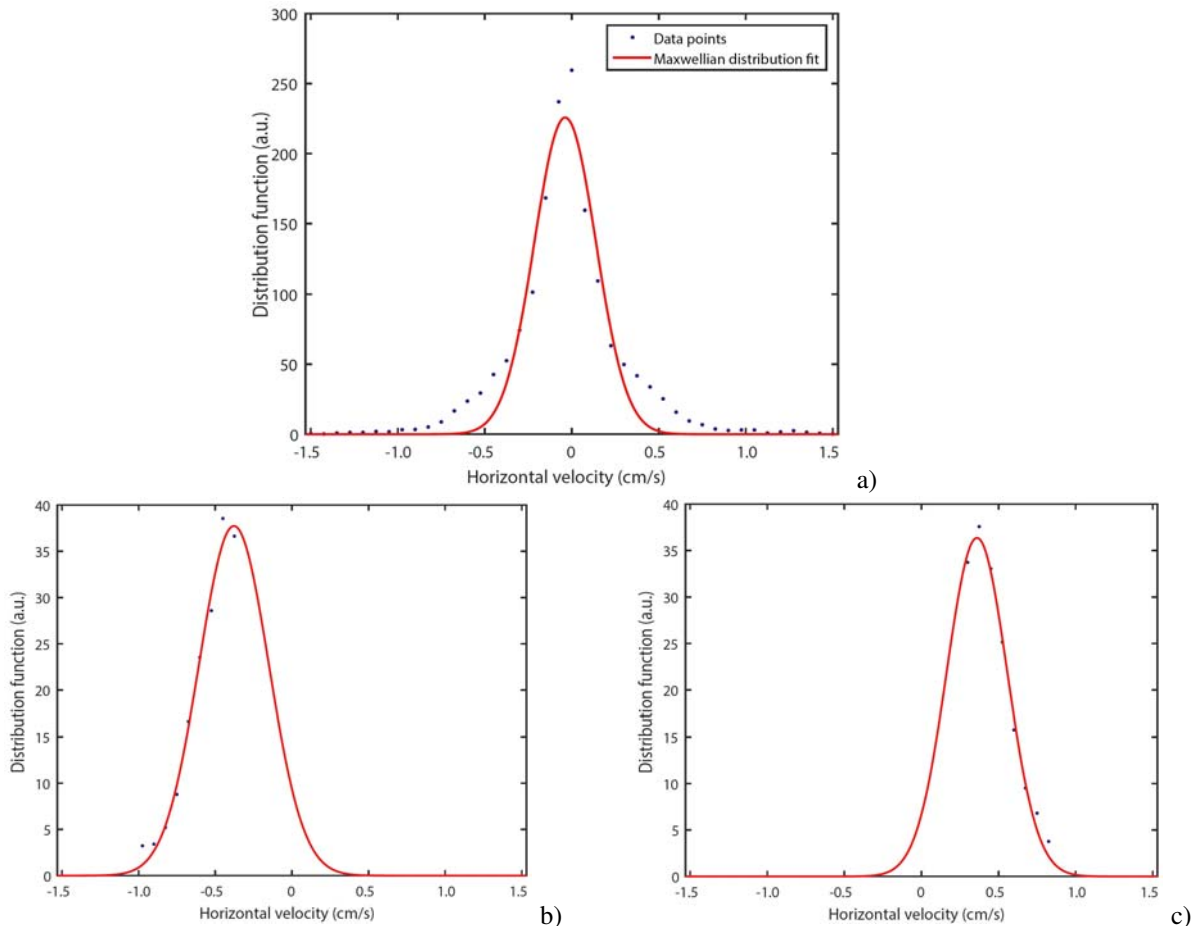 300
250
200
150
100
50
0
Distribution function (a.u.)
Data points
Maxwellian distribution fit
-1.5 -1.0 -0.5 0 0.5 1.0 1.5
Horizontal velocity (cm/s)
a)
40
35
30
25
20
15
10
5
0
Distribution function (a.u.)
-1.5 -1.0 -0.5 0 0.5 1.0 1.5
Horizontal velocity (cm/s)
b)
40
35
30
25
20
15
10
5
0
Distribution function (a.u.)
-1.5 -1.0 -0.5 0 0.5 1.0 1.5
Horizontal velocity (cm/s)
c)